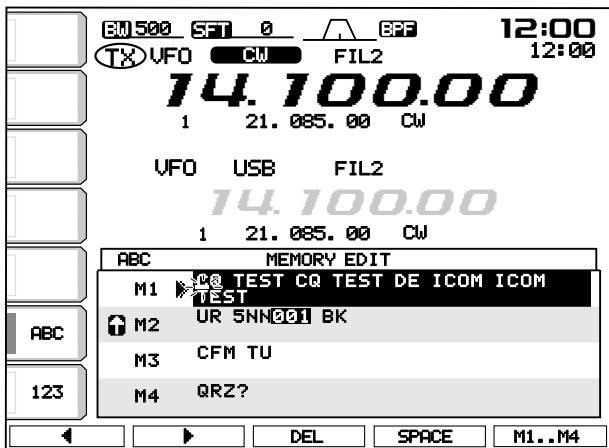 BW 500 SFT 0 BPF 12:00
TX VFO CW FIL2 12:00
14.100.00
1 21.085.00 CW
VFO USB FIL2
14.100.00
1 21.085.00 CW
ABC MEMORY EDIT
M1 CQ TEST CQ TEST DE ICOM ICOM
TEST
M2 UR 5NN001 BK
ABC
M3 CFM TU
123
M4 QRZ?
DEL SPACE M1..M4